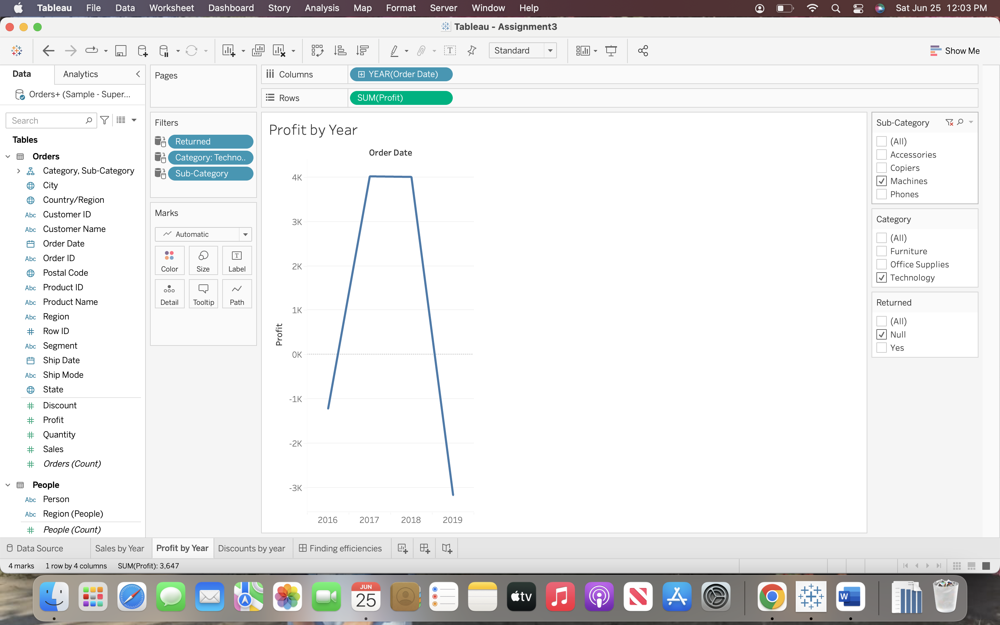 Tableau File Data Worksheet Dashboard Story Analysis Map Format Server Window Help Sat Jun 25 12:03 PM
Tableau - Assignment3
Standard Show Me
Data Analytics
Orders+ (Sample - Super...
Search
Tables
Orders
Category, Sub-Category
City
Country/Region
Abc Customer ID
Abc Customer Name
Order Date
Abc Order ID
Postal Code
Abc Product ID
Abc Product Name
Abc Region
# Row ID
Abc Segment
Ship Date
Abc Ship Mode
State
# Discount
# Profit
# Quantity
# Sales
# Orders (Count)
People
Abc Person
Abc Region (People)
# People (Count)
Pages
Filters
Returned
Category: Techno..
Sub-Category
Marks
Automatic
Color Size T Label
Detail Tooltip Path
Columns YEAR(Order Date)
Rows SUM(Profit)
Profit by Year
Order Date
4K
3K
2K
1K
0K
-1K
-2K
-3K
Profit
2016 2017 2018 2019
Sub-Category
(All)
Accessories
Copiers
Machines
Phones
Category
(All)
Furniture
Office Supplies
Technology
Returned
(All)
Null
Yes
Data Source Sales by Year Profit by Year Discounts by year Finding efficiencies
4 marks 1 row by 4 columns SUM(Profit): 3,647
JUN
25
tv
W